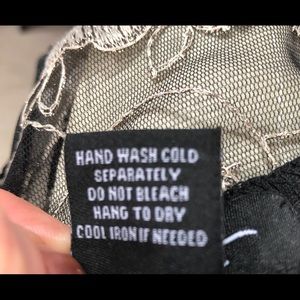 HAND WASH COLD
SEPARATELY
DO NOT BLEACH
HANG TO DRY
COOL IRON IF NEEDED